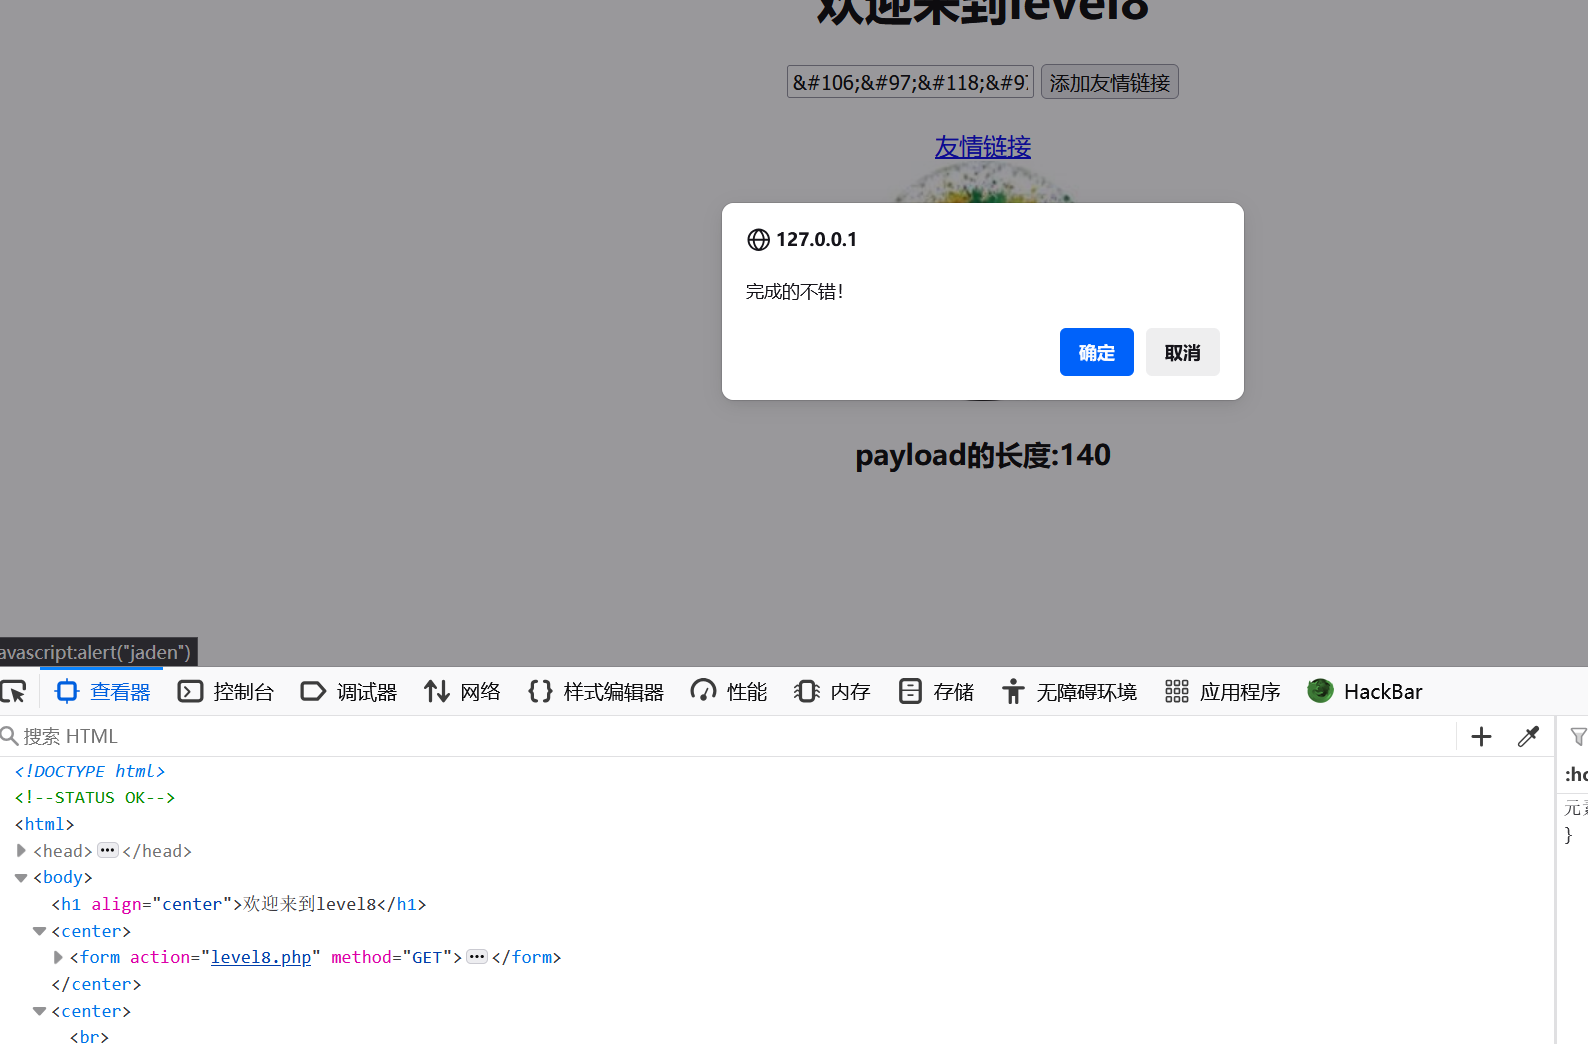 欢迎来到level8
&#106;&#97;&#118;&#97; 添加友情链接
友情链接
127.0.0.1
完成的不错!
确定 取消
payload的长度:140
avascript:alert("jaden")
查看器 控制台 调试器 网络 样式编辑器 性能 内存 存储 无障碍环境 应用程序 HackBar
搜索 HTML
<!DOCTYPE html>
<!--STATUS OK-->
<html>
<head> ••• </head>
<body>
<h1 align="center">欢迎来到level8</h1>
<center>
<form action="level8.php" method="GET"> ••• </form>
</center>
<center>
<br>
:ho
元素
}